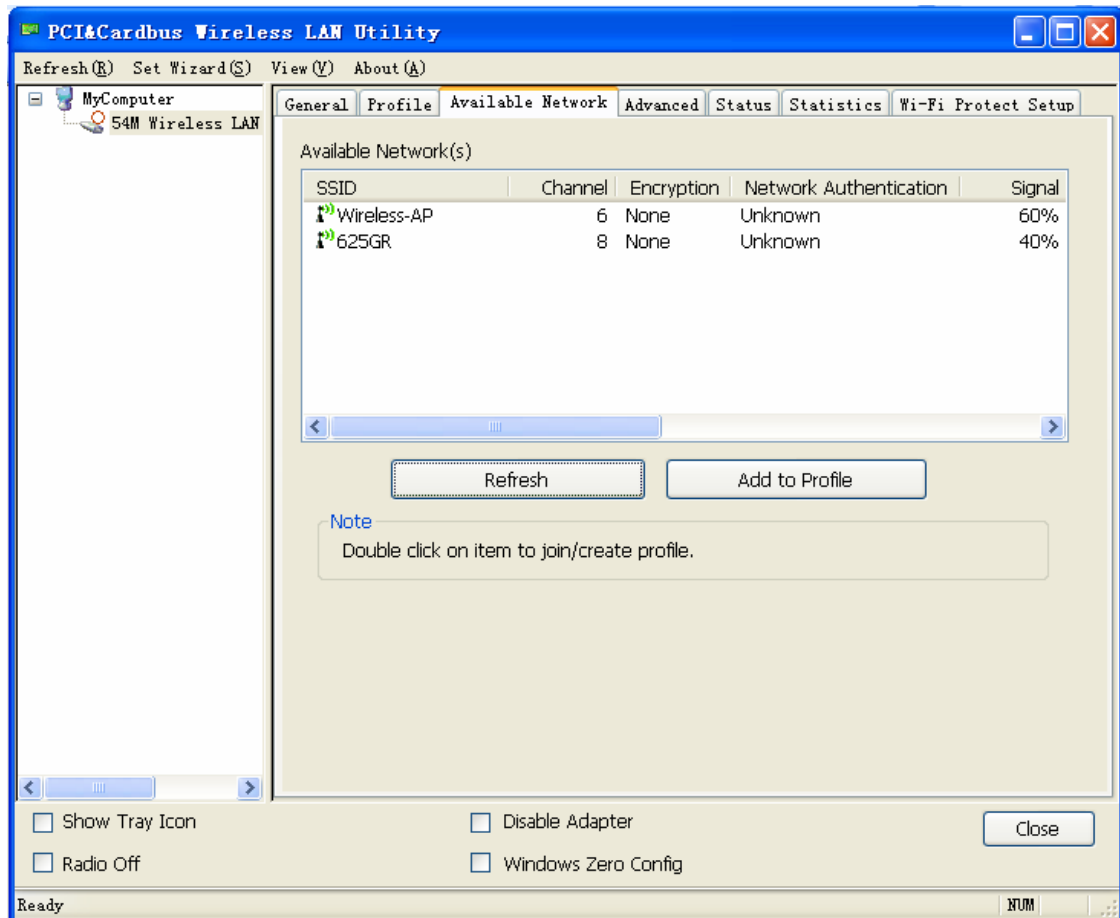 PCI&Cardbus Wireless LAN Utility
Refresh(R) Set Wizard(S) View(V) About(A)
MyComputer
54M Wireless LAN
General Profile Available Network Advanced Status Statistics Wi-Fi Protect Setup
Available Network(s)
SSID Channel Encryption Network Authentication Signal
Wireless-AP 6 None Unknown 60%
625GR 8 None Unknown 40%
Refresh Add to Profile
Note
Double click on item to join/create profile.
Show Tray Icon Disable Adapter Close
Radio Off Windows Zero Config
Ready NUM